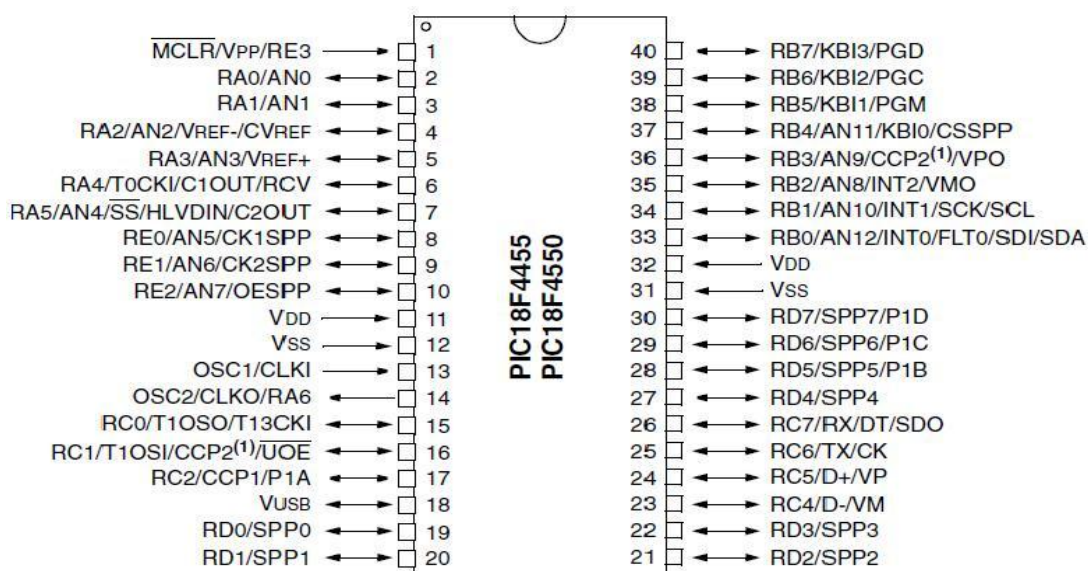 MCLR/VPP/RE3 1
RA0/AN0 2
RA1/AN1 3
RA2/AN2/VREF-/CVREF 4
RA3/AN3/VREF+ 5
RA4/T0CKI/C1OUT/RCV 6
RA5/AN4/SS/HLVDIN/C2OUT 7
RE0/AN5/CK1SPP 8
RE1/AN6/CK2SPP 9
RE2/AN7/OESPP 10
VDD 11
VSS 12
OSC1/CLKI 13
OSC2/CLKO/RA6 14
RC0/T1OSO/T13CKI 15
RC1/T1OSI/CCP2(1)/UOE 16
RC2/CCP1/P1A 17
VUSB 18
RD0/SPP0 19
RD1/SPP1 20
PIC18F4455
PIC18F4550
40 RB7/KBI3/PGD
39 RB6/KBI2/PGC
38 RB5/KBI1/PGM
37 RB4/AN11/KBI0/CSSPP
36 RB3/AN9/CCP2(1)/VPO
35 RB2/AN8/INT2/VMO
34 RB1/AN10/INT1/SCK/SCL
33 RB0/AN12/INT0/FLT0/SDI/SDA
32 VDD
31 VSS
30 RD7/SPP7/P1D
29 RD6/SPP6/P1C
28 RD5/SPP5/P1B
27 RD4/SPP4
26 RC7/RX/DT/SDO
25 RC6/TX/CK
24 RC5/D+/VP
23 RC4/D-/VM
22 RD3/SPP3
21 RD2/SPP2